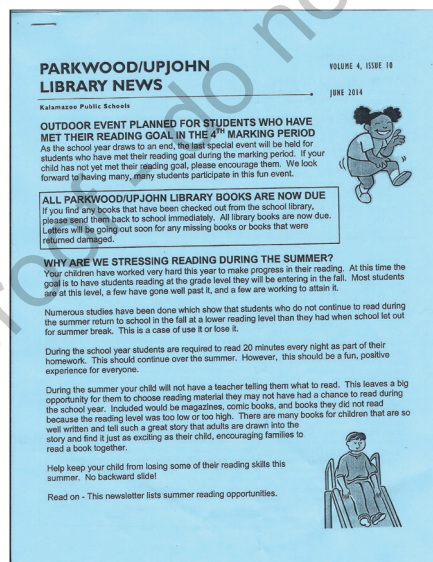 PARKWOOD/UPJOHN
LIBRARY NEWS
VOLUME 4, ISSUE 10
JUNE 2014
Kalamazoo Public Schools
OUTDOOR EVENT PLANNED FOR STUDENTS WHO HAVE
MET THEIR READING GOAL IN THE 4TH MARKING PERIOD
As the school year draws to an end, the last special event will be held for
students who have met their reading goal during the marking period. If your
child has not yet met their reading goal, please encourage them. We look
forward to having many, many students participate in this fun event.
ALL PARKWOOD/UPJOHN LIBRARY BOOKS ARE NOW DUE
If you find any books that have been checked out from the school library,
please send them back to school immediately. All library books are now due.
Letters will be going out soon for any missing books or books that were
returned damaged.
WHY ARE WE STRESSING READING DURING THE SUMMER?
Your children have worked very hard this year to make progress in their reading. At this time the
goal is to have students reading at the grade level they will be entering in the fall. Most students
are at this level, a few have gone well past it, and a few are working to attain it.
Numerous studies have been done which show that students who do not continue to read during
the summer return to school in the fall at a lower reading level than they had when school let out
for summer break. This is a case of use it or lose it.
During the school year students are required to read 20 minutes every night as part of their
homework. This should continue over the summer. However, this should be a fun, positive
experience for everyone.
During the summer your child will not have a teacher telling them what to read. This leaves a big
opportunity for them to choose reading material they may not have had a chance to read during
the school year. Included would be magazines, comic books, and books they did not read
because the reading level was too low or too high. There are many books for children that are so
well written and tell such a great story that adults are drawn into the
story and find it just as exciting as their child, encouraging families to
read a book together.
Help keep your child from losing some of their reading skills this
summer. No backward slide!
Read on - This newsletter lists summer reading opportunities.